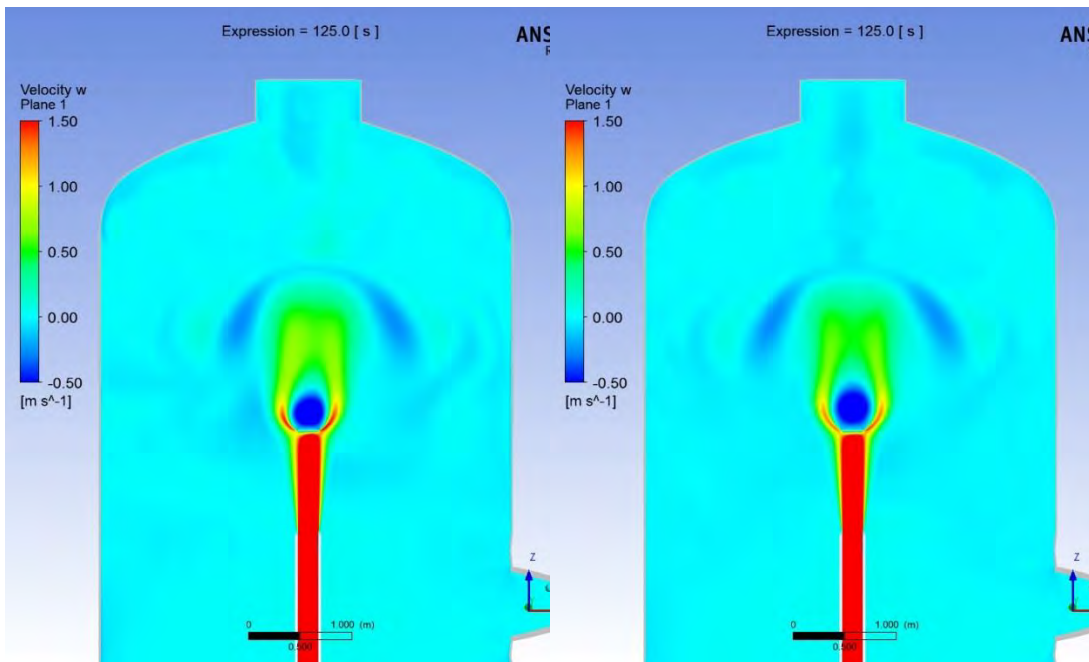 Expression = 125.0 [ s ]
ANS
R
Velocity w
Plane 1
1.50
1.00
0.50
0.00
-0.50
[m s^-1]
Z
0
1.000 (m)
0.500
Expression = 125.0 [ s ]
ANS
Velocity w
Plane 1
1.50
1.00
0.50
0.00
-0.50
[m s^-1]
Z
0
1.000 (m)
0.500